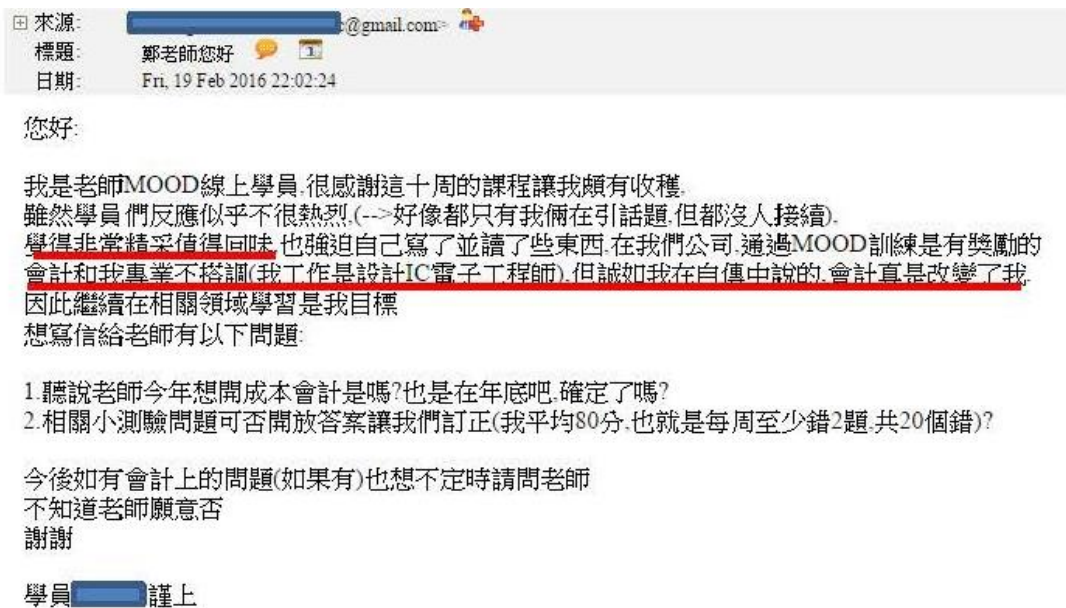 來源: c@gmail.com>
標題: 鄭老師您好
日期: Fri, 19 Feb 2016 22:02:24
您好:
我是老師MOOD線上學員,很感謝這十周的課程讓我頗有收穫,
雖然學員們反應似乎不很熱烈,(-->好像都只有我倆在引話題,但都沒人接續),
覺得非常精采值得回味,也強迫自己寫了並讀了些東西,在我們公司,通過MOOD訓練是有獎勵的
會計和我專業不搭調(我工作是設計IC電子工程師),但誠如我在自傳中說的,會計真是改變了我,
因此繼續在相關領域學習是我目標
想寫信給老師有以下問題:
1.聽說老師今年想開成本會計是嗎?也是在年底吧,確定了嗎?
2.相關小測驗問題可否開放答案讓我們訂正(我平均80分,也就是每周至少錯2題,共20個錯)?
今後如有會計上的問題(如果有)也想不定時請問老師
不知道老師願意否
謝謝
學員 謹上